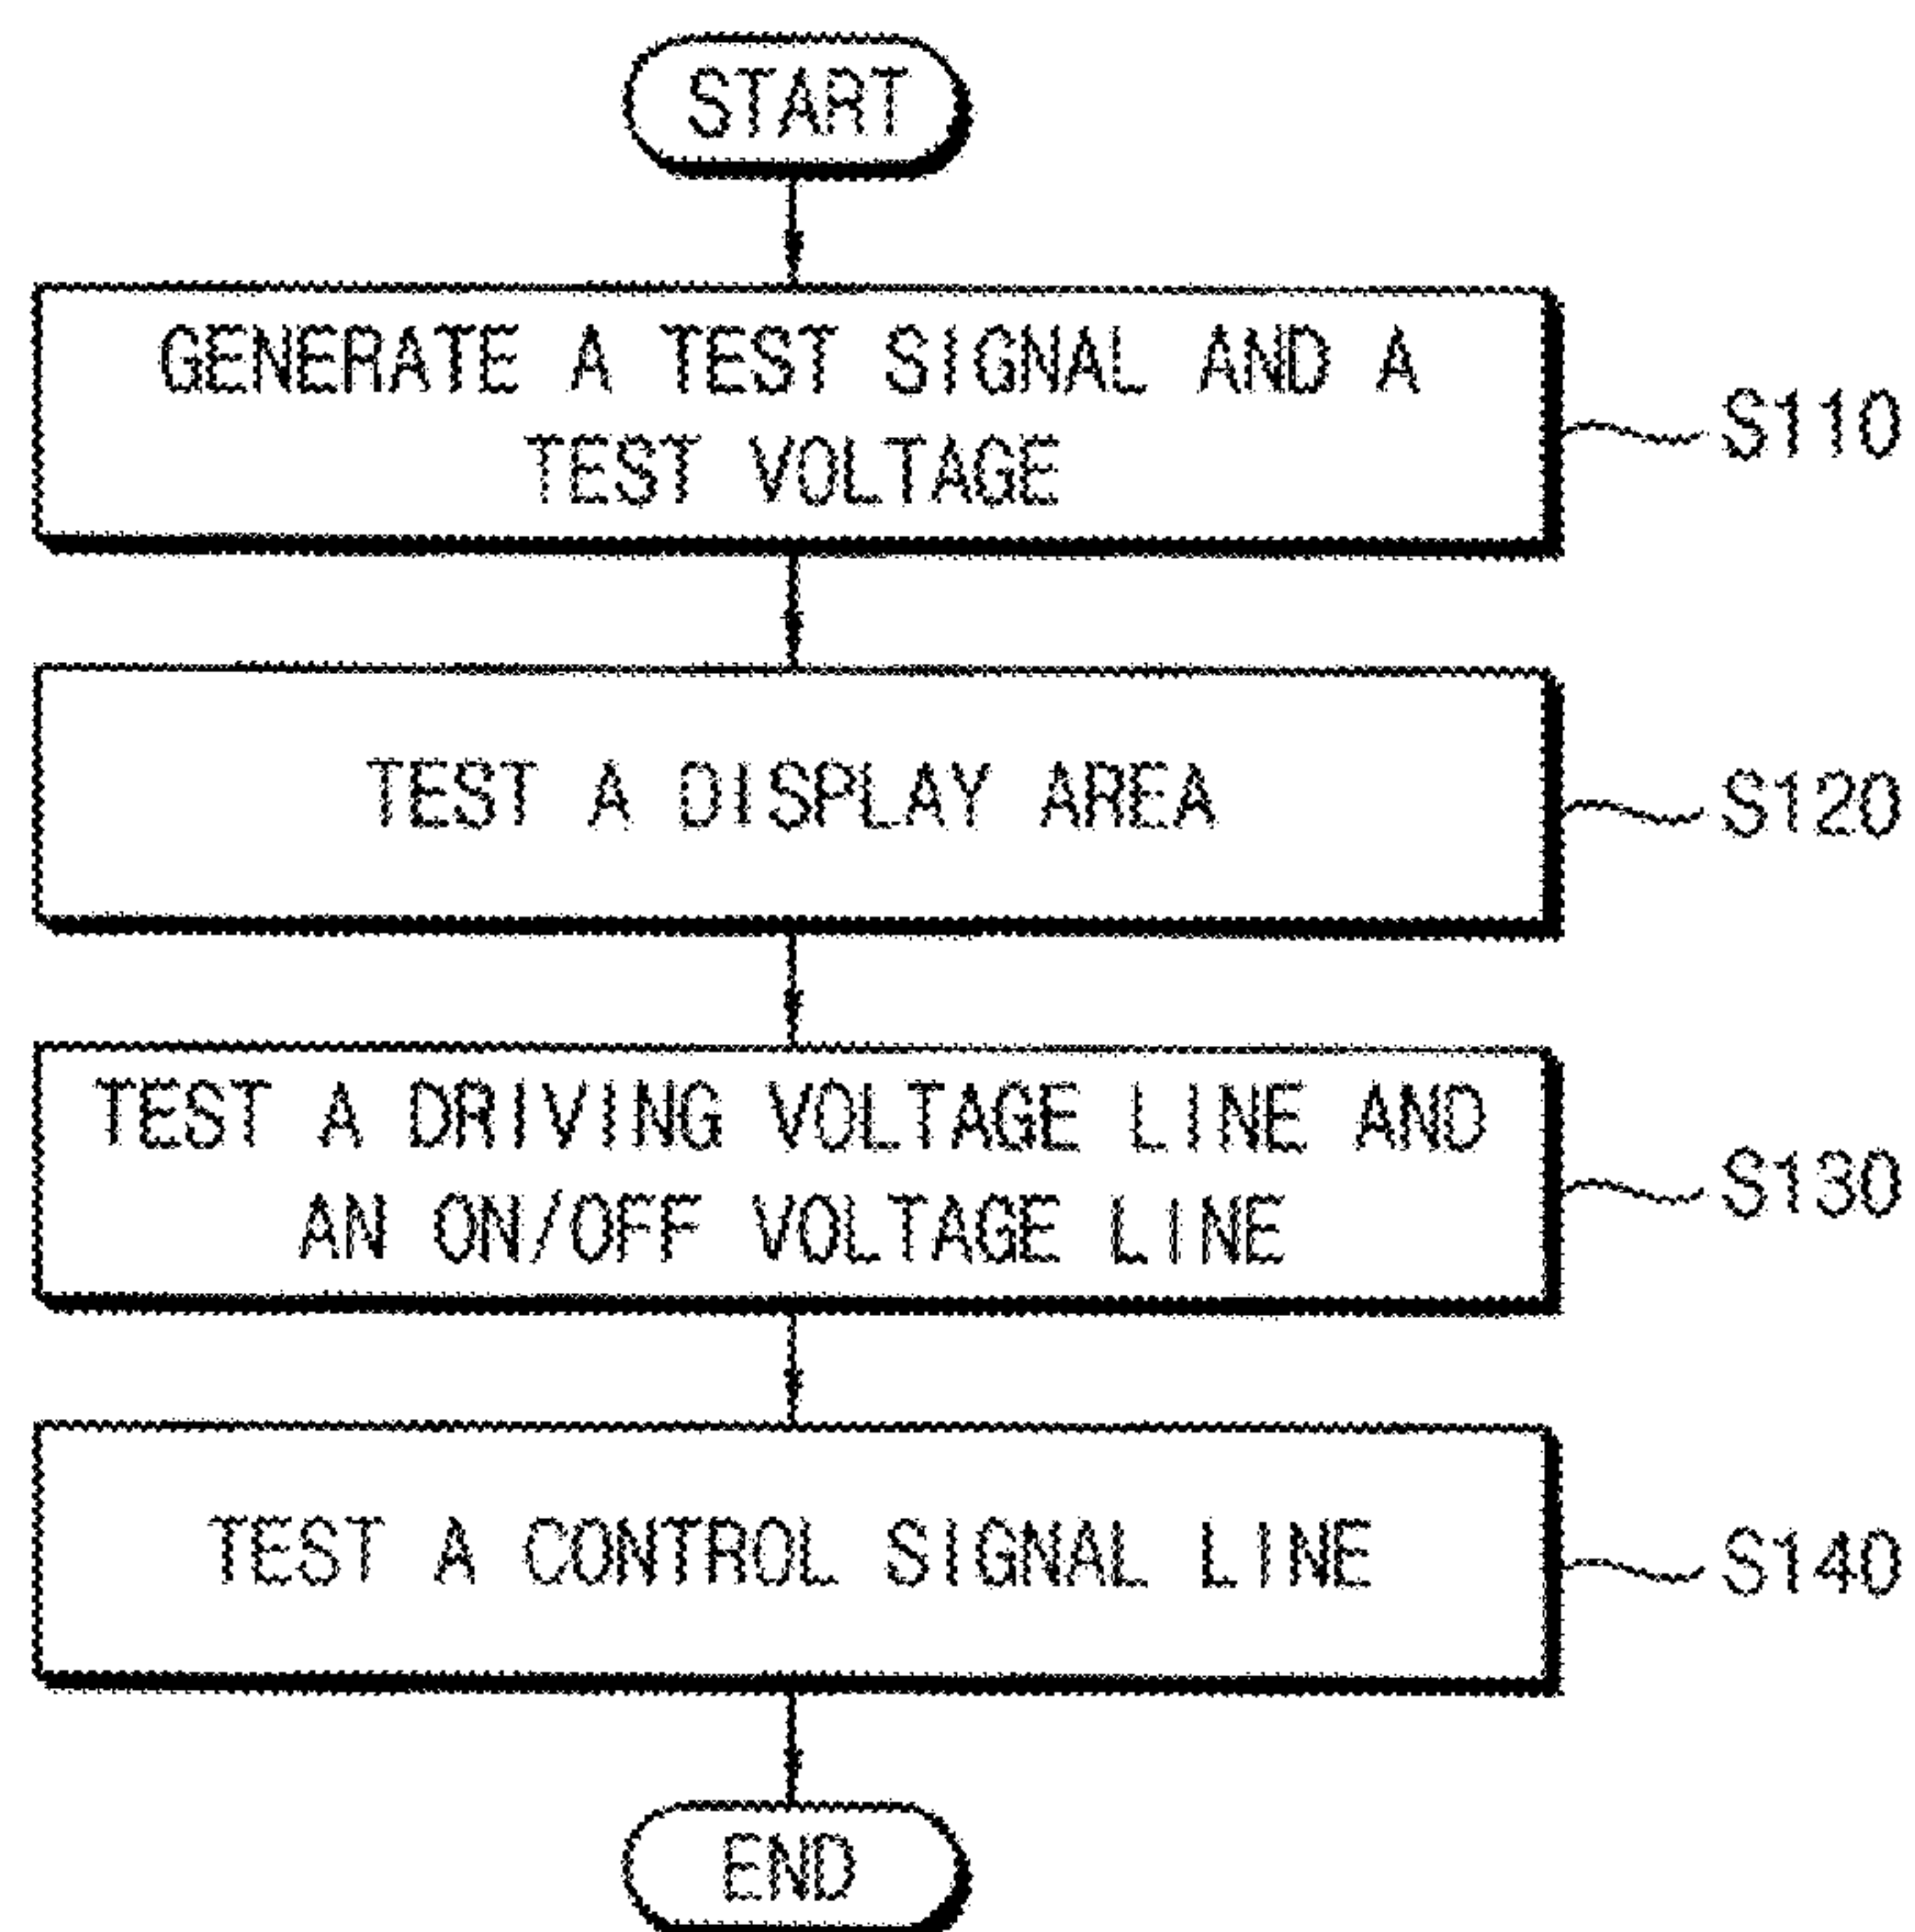 START
GENERATE A TEST SIGNAL AND A
TEST VOLTAGE
S110
TEST A DISPLAY AREA
S120
TEST A DRIVING VOLTAGE LINE AND
AN ON/OFF VOLTAGE LINE
S130
TEST A CONTROL SIGNAL LINE
S140
END